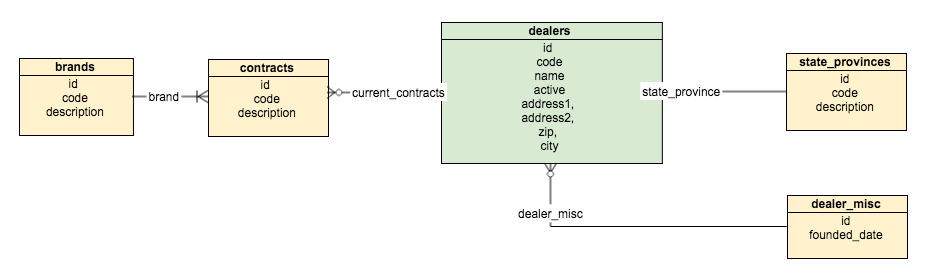 brands
id
code
description
brand
contracts
id
code
description
current_contracts
dealers
id
code
name
active
address1,
address2,
zip,
city
state_province
state_provinces
id
code
description
dealer_misc
dealer_misc
id
founded_date